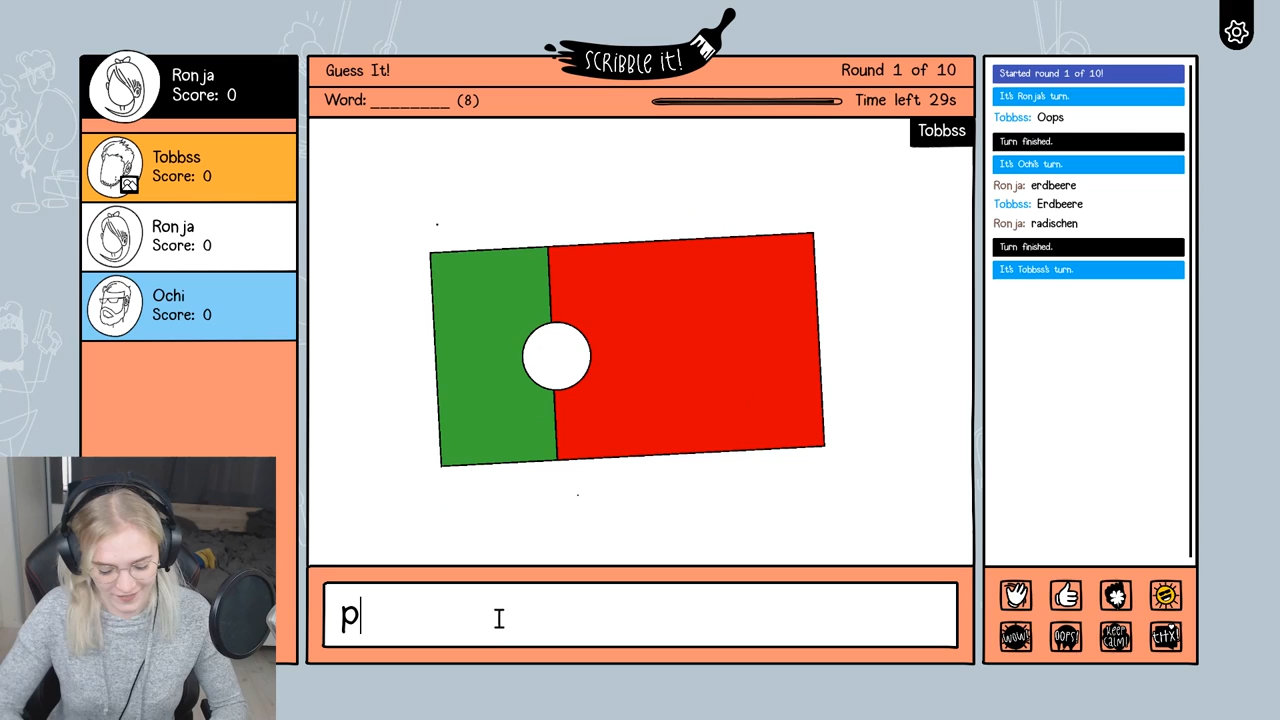 SCRiBBLE iT!
Ronja
Score: 0
Tobbss
Score: 0
Ronja
Score: 0
Ochi
Score: 0
Guess It!
Round 1 of 10
Word: ________ (8)
Time left 29s
Tobbss
p
Started round 1 of 10!
It's Ronja's turn.
Tobbss: Oops
Turn finished.
It's Ochi's turn.
Ronja: erdbeere
Tobbss: Erdbeere
Ronja: radischen
Turn finished.
It's Tobbss's turn.
WOW!
OOPS!
KEEP
CALM!
tHX!